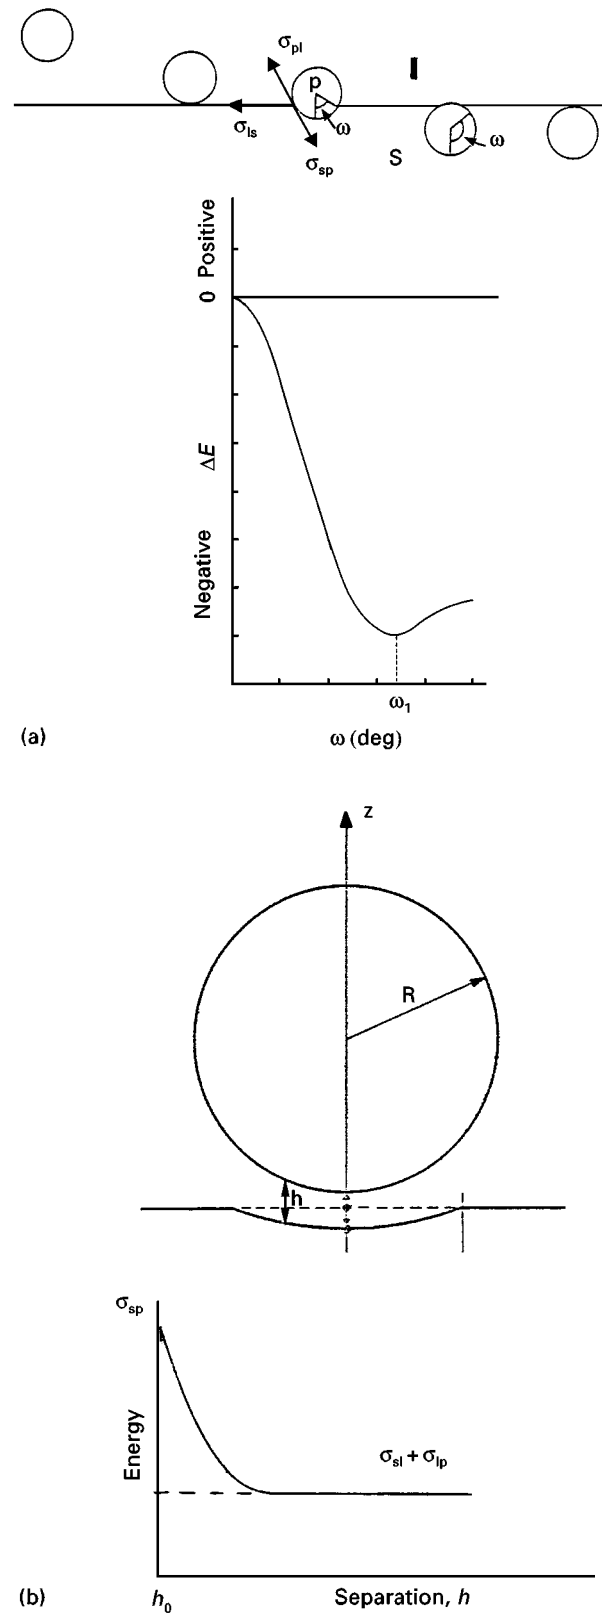 σpl
p
l
σls
ω
σsp
S
ω
Positive
0
ΔE
Negative
ω1
(a)
ω (deg)
z
R
h
σsp
Energy
σsl + σlp
(b)
h0
Separation, h